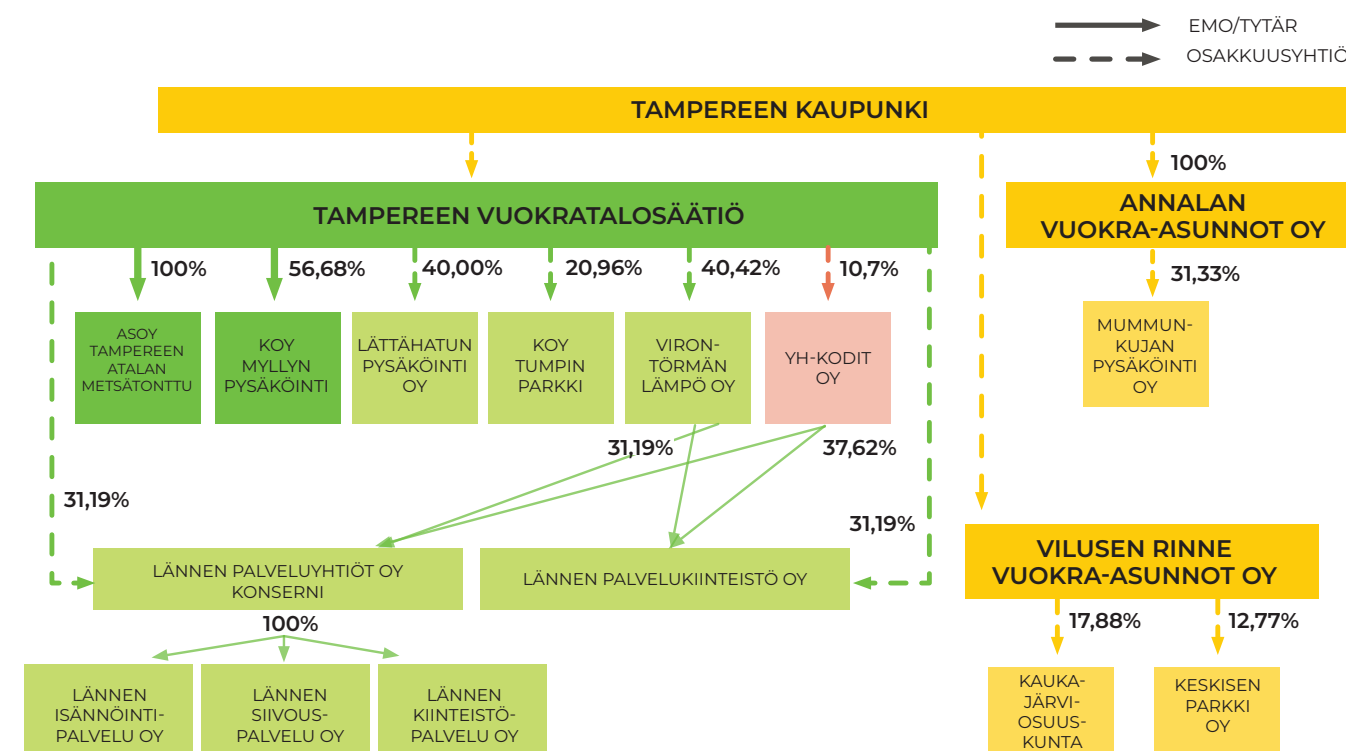 EMO/TYTÄR
OSAKKUUSYHTIÖ
TAMPEREEN KAUPUNKI
100%
TAMPEREEN VUOKRATALOSÄÄTIÖ
ANNALAN
VUOKRA-ASUNNOT OY
100%
56,68%
40,00%
20,96%
40,42%
10,7%
31,33%
ASOY
TAMPEREEN
ATALAN
METSÄTONTTU
KOY
MYLLYN
PYSÄKÖINTI
LÄTTÄHATUN
PYSÄKÖINTI
OY
KOY
TUMPIN
PARKKI
VIRON-
TÖRMÄN
LÄMPÖ OY
YH-KODIT
OY
MUMMUN-
KUJAN
PYSÄKÖINTI
OY
31,19%
37,62%
31,19%
31,19%
LÄNNEN PALVELUYHTIÖT OY
KONSERNI
LÄNNEN PALVELUKIINTEISTÖ OY
VILUSEN RINNE
VUOKRA-ASUNNOT OY
100%
17,88%
12,77%
LÄNNEN
ISÄNNÖINTI-
PALVELU OY
LÄNNEN
SIIVOUS-
PALVELU OY
LÄNNEN
KIINTEISTÖ-
PALVELU OY
KAUKA-
JÄRVI-
OSUUS-
KUNTA
KESKISEN
PARKKI
OY